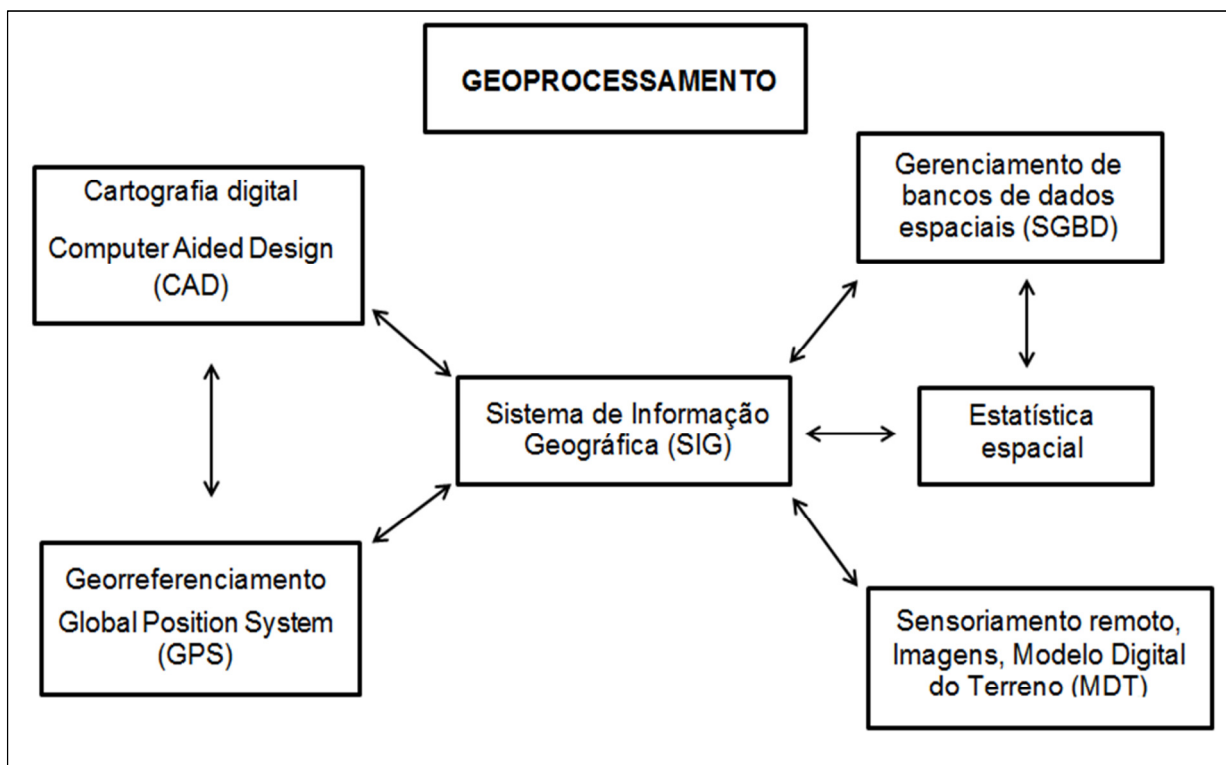 GEOPROCESSAMENTO
Cartografia digital
Computer Aided Design
(CAD)
Gerenciamento de
bancos de dados
espaciais (SGBD)
Sistema de Informação
Geográfica (SIG)
Estatística
espacial
Georreferenciamento
Global Position System
(GPS)
Sensoriamento remoto,
Imagens, Modelo Digital
do Terreno (MDT)